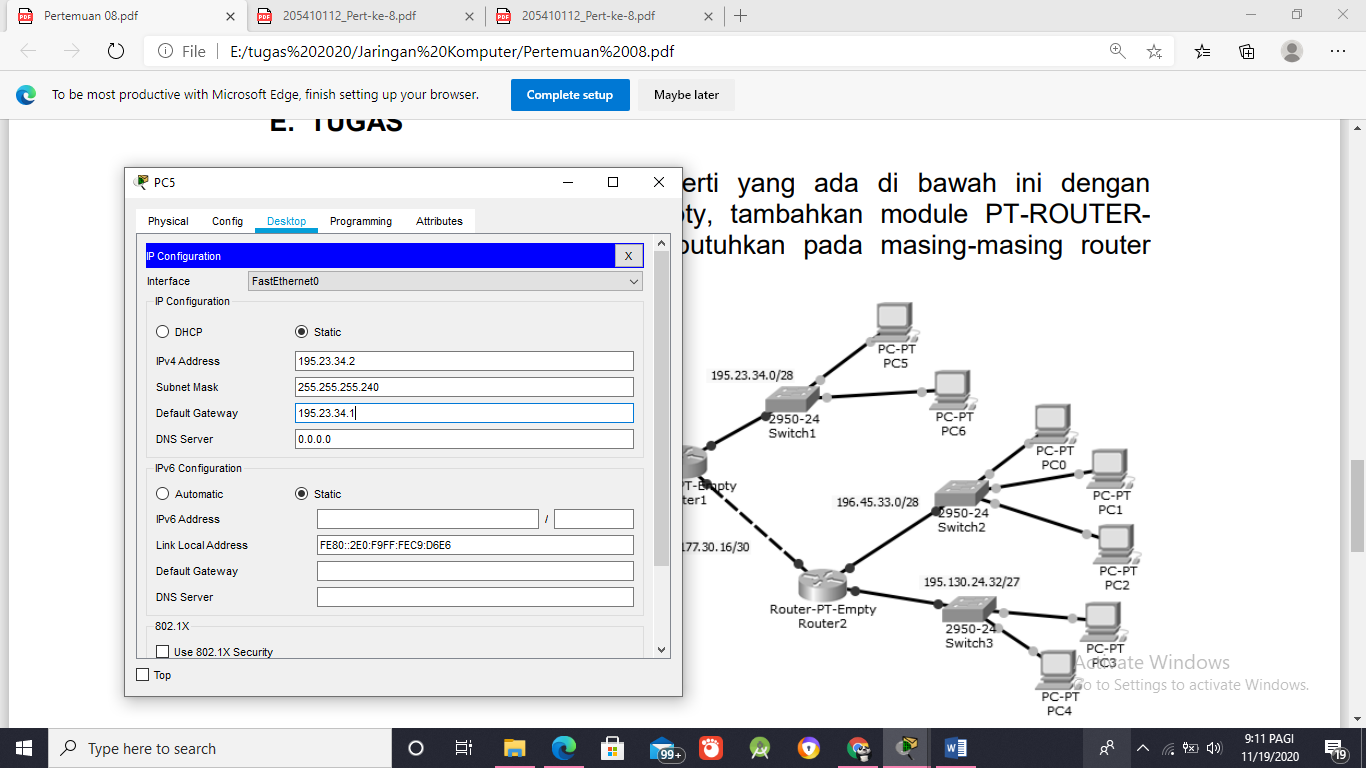 Pertemuan 08.pdf
205410112_Pert-ke-8.pdf
205410112_Pert-ke-8.pdf
File
E:/tugas%202020/Jaringan%20Komputer/Pertemuan%2008.pdf
To be most productive with Microsoft Edge, finish setting up your browser.
Complete setup
Maybe later
E. TUGAS
erti yang ada di bawah ini dengan
ty, tambahkan module PT-ROUTER-
butuhkan pada masing-masing router
PC5
Physical Config Desktop Programming Attributes
IP Configuration X
Interface FastEthernet0
IP Configuration
DHCP Static
IPv4 Address 195.23.34.2
Subnet Mask 255.255.255.240
Default Gateway 195.23.34.1
DNS Server 0.0.0.0
IPv6 Configuration
Automatic Static
IPv6 Address /
Link Local Address FE80::2E0:F9FF:FEC9:D6E6
Default Gateway
DNS Server
802.1X
Use 802.1X Security
Top
PC-PT
PC5
195.23.34.0/28
2950-24
Switch1
PC-PT
PC6
PC-PT
PC0
PT-Empty
ter1
196.45.33.0/28
2950-24
Switch2
PC-PT
PC1
177.30.16/30
PC-PT
PC2
195.130.24.32/27
Router-PT-Empty
Router2
2950-24
Switch3
PC-PT
PC3
PC-PT
PC4
Activate Windows
Go to Settings to activate Windows.
Type here to search
99+
9:11 PAGI
11/19/2020
19